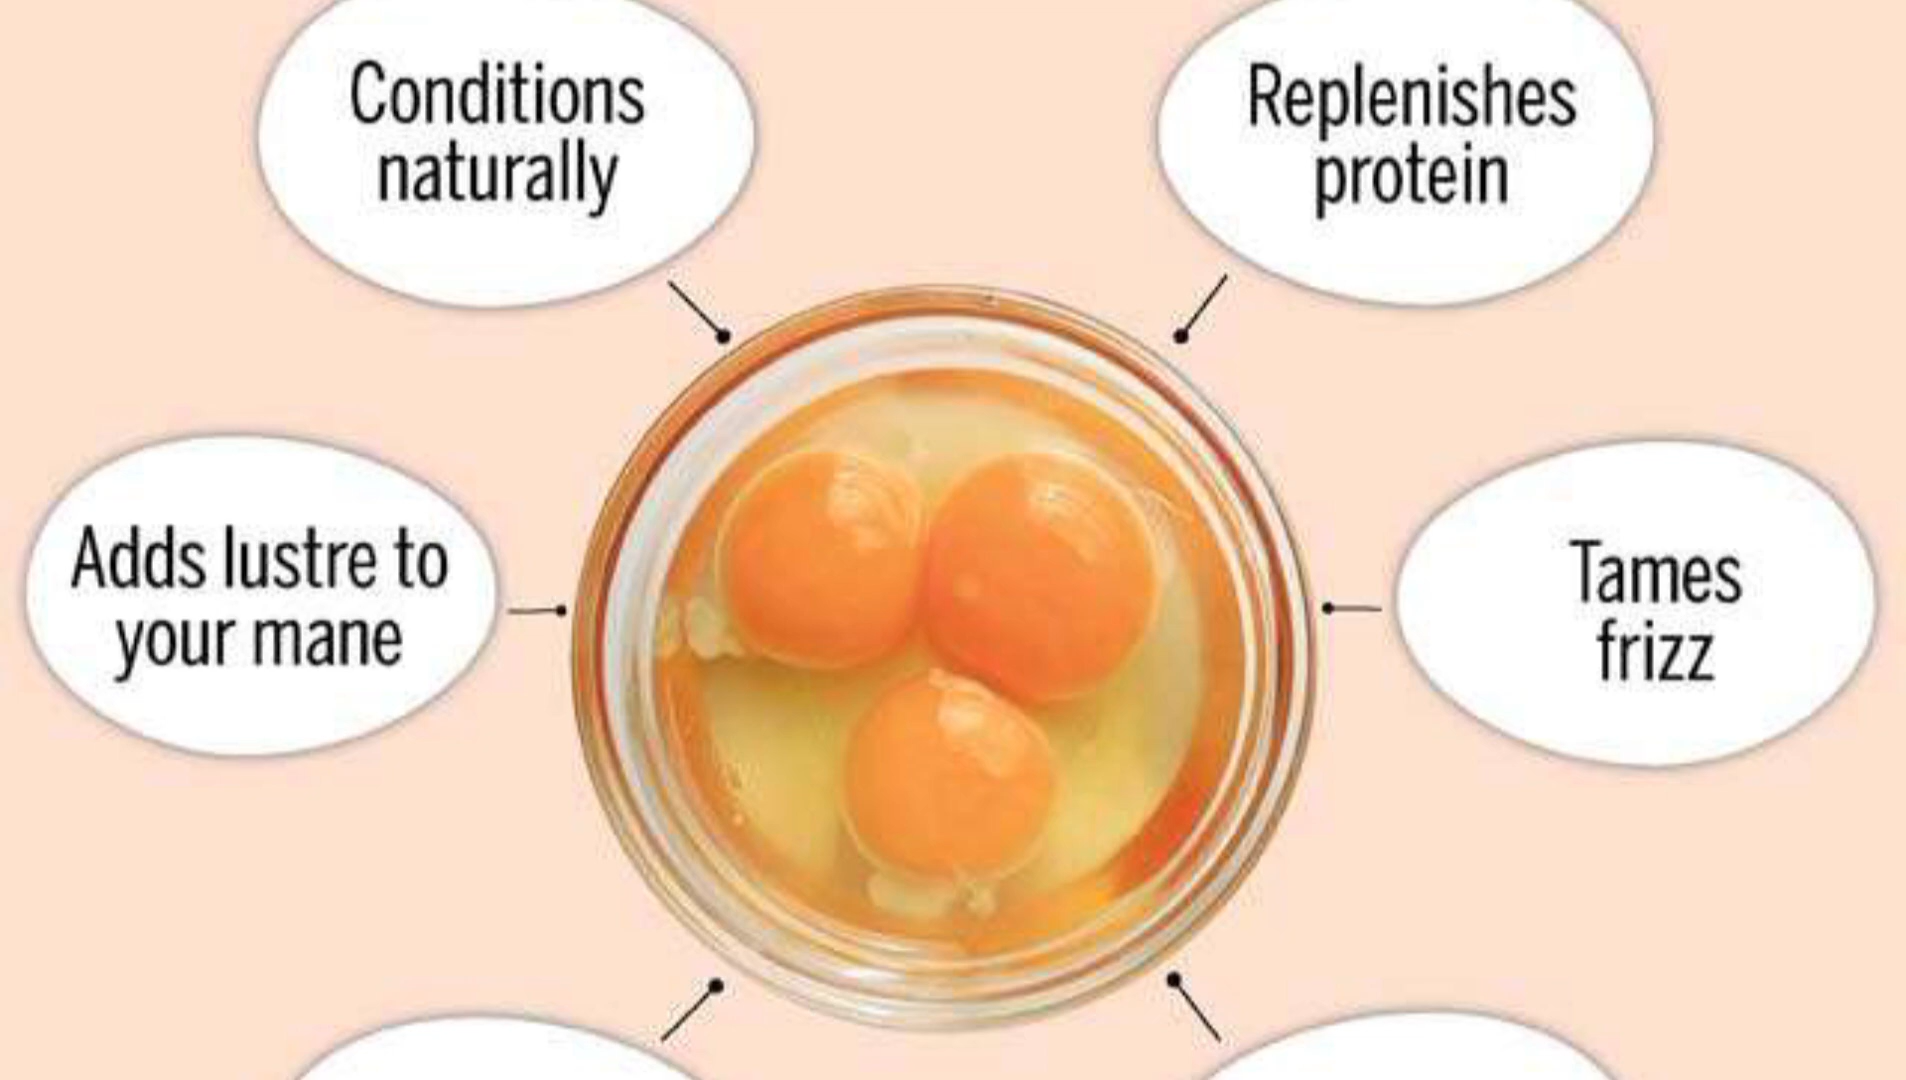 Conditions
naturally
Replenishes
protein
Adds lustre to
your mane
Tames
frizz